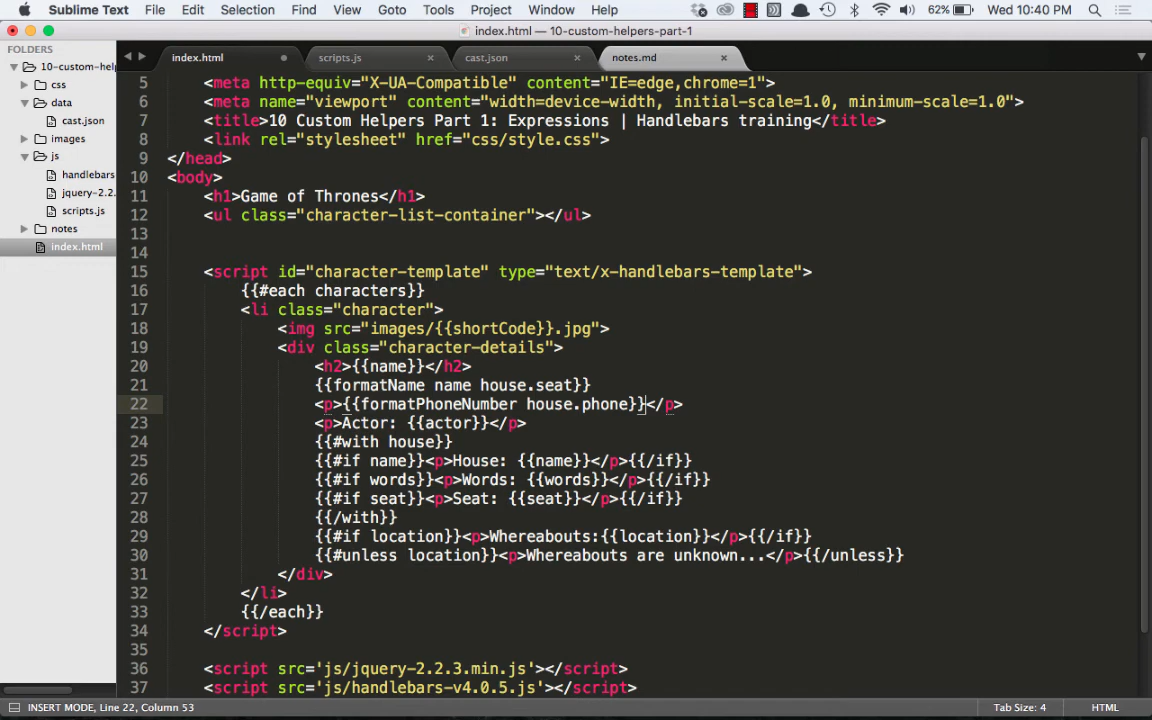 Sublime Text File Edit Selection Find View Goto Tools Project Window Help 62% Wed 10:40 PM
index.html — 10-custom-helpers-part-1
FOLDERS
10-custom-help
css
data
cast.json
images
js
handlebars
jquery-2.2.
scripts.js
notes
index.html
index.html scripts.js cast.json notes.md
5 <meta http-equiv="X-UA-Compatible" content="IE=edge,chrome=1">
6 <meta name="viewport" content="width=device-width, initial-scale=1.0, minimum-scale=1.0">
7 <title>10 Custom Helpers Part 1: Expressions | Handlebars training</title>
8 <link rel="stylesheet" href="css/style.css">
9 </head>
10 <body>
11 <h1>Game of Thrones</h1>
12 <ul class="character-list-container"></ul>
13
14
15 <script id="character-template" type="text/x-handlebars-template">
16 {{#each characters}}
17 <li class="character">
18 <img src="images/{{shortCode}}.jpg">
19 <div class="character-details">
20 <h2>{{name}}</h2>
21 {{formatName name house.seat}}
22 <p>{{formatPhoneNumber house.phone}}</p>
23 <p>Actor: {{actor}}</p>
24 {{#with house}}
25 {{#if name}}<p>House: {{name}}</p>{{/if}}
26 {{#if words}}<p>Words: {{words}}</p>{{/if}}
27 {{#if seat}}<p>Seat: {{seat}}</p>{{/if}}
28 {{/with}}
29 {{#if location}}<p>Whereabouts:{{location}}</p>{{/if}}
30 {{#unless location}}<p>Whereabouts are unknown...</p>{{/unless}}
31 </div>
32 </li>
33 {{/each}}
34 </script>
35
36 <script src='js/jquery-2.2.3.min.js'></script>
37 <script src='js/handlebars-v4.0.5.js'></script>
INSERT MODE, Line 22, Column 53 Tab Size: 4 HTML